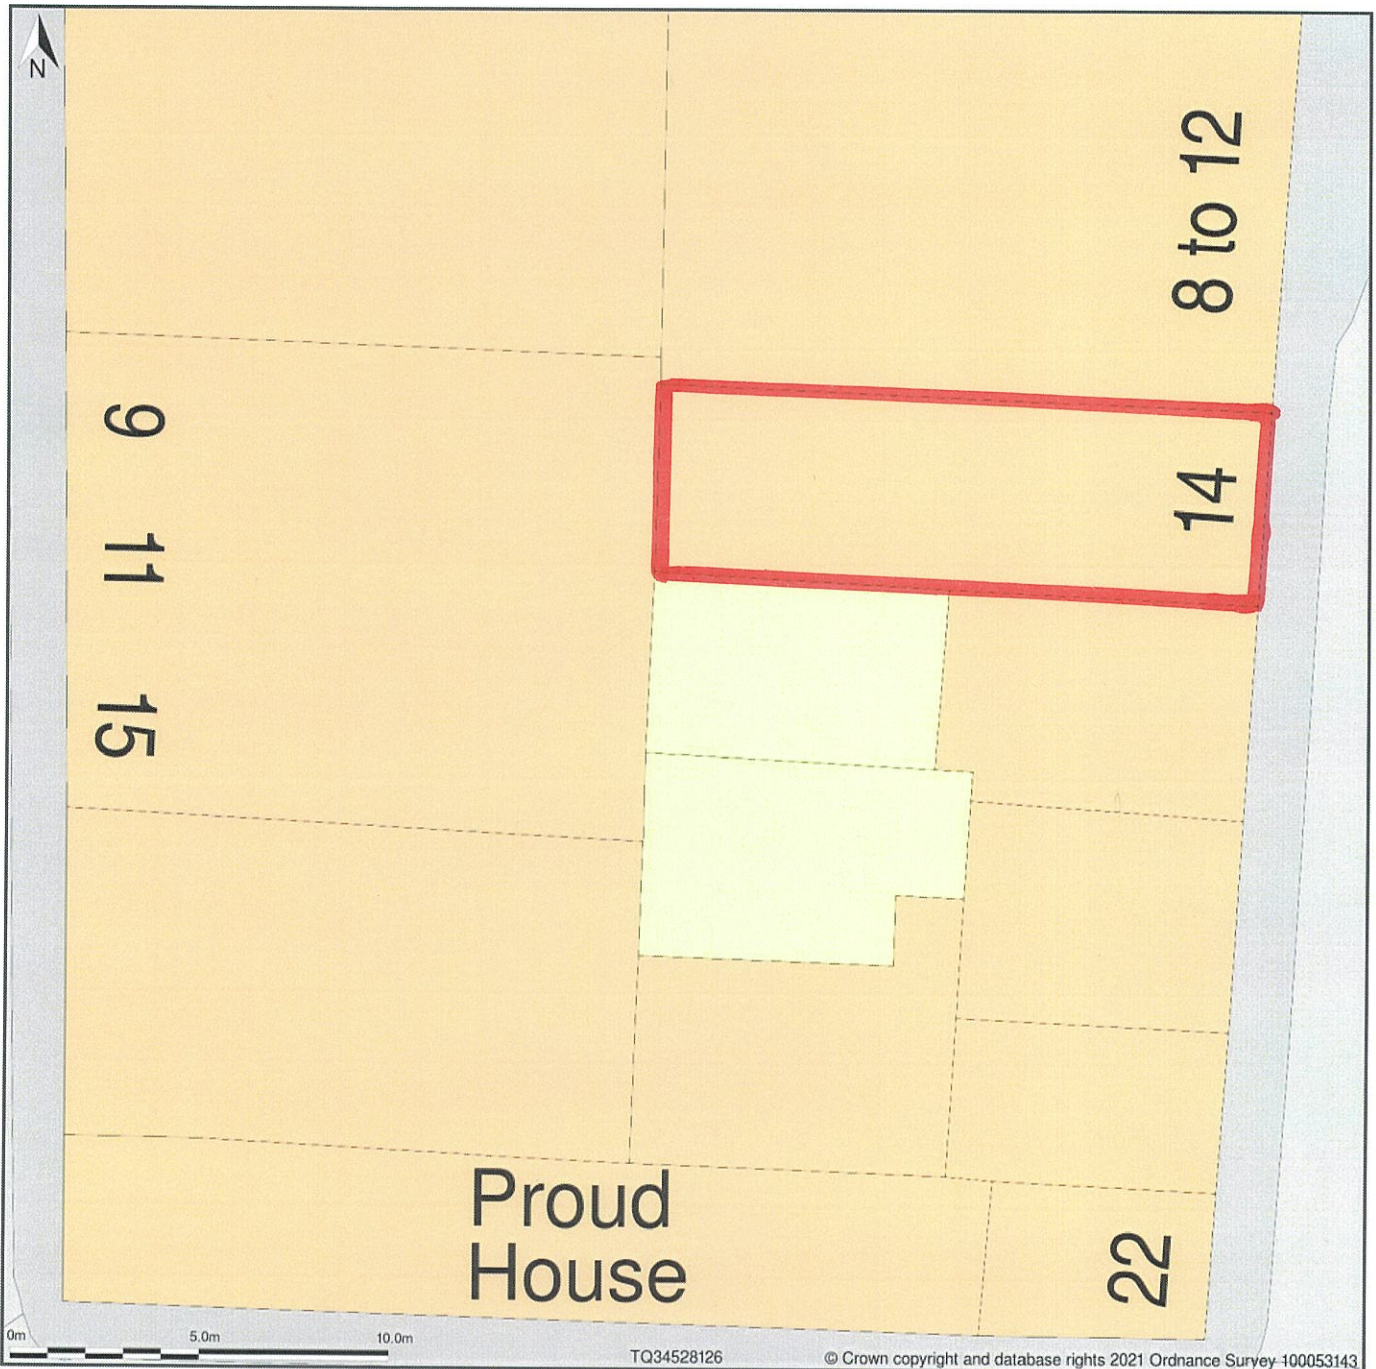 N
8 to 12
9
14
11
15
Proud
House
22
0m
5.0m
10.0m
TQ34528126
© Crown copyright and database rights 2021 Ordnance Survey 100053143